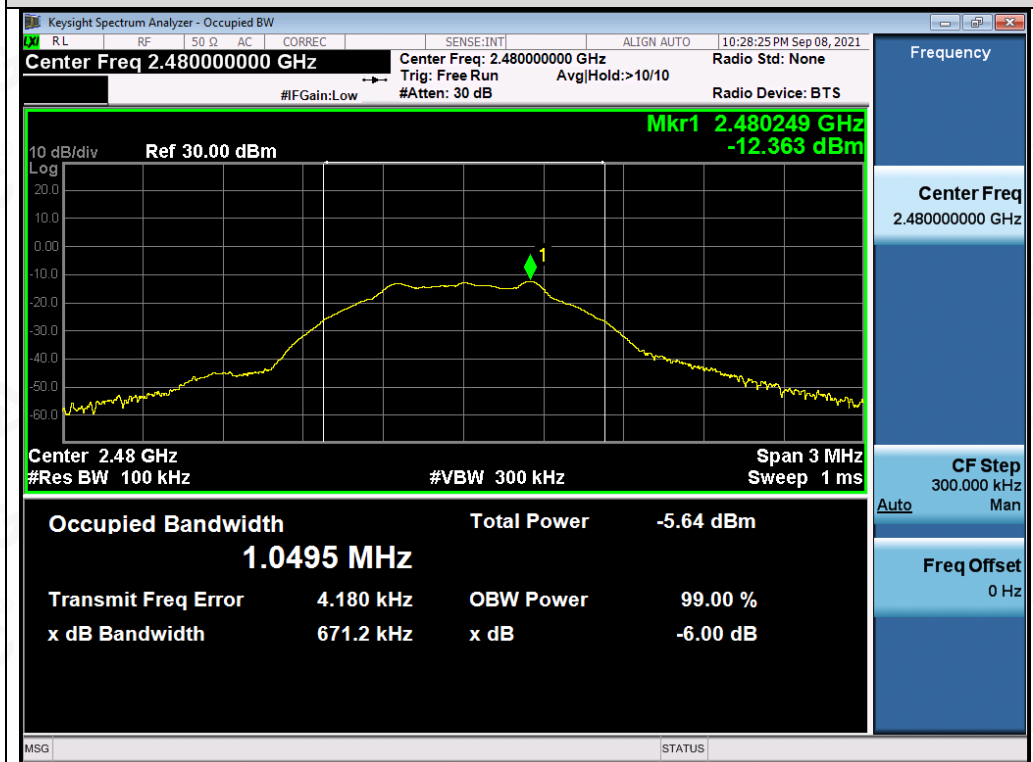 Keysight Spectrum Analyzer - Occupied BW
LXI RL RF 50 Ω AC CORREC SENSE:INT ALIGN AUTO 10:28:25 PM Sep 08, 2021
Center Freq 2.480000000 GHz
Center Freq: 2.480000000 GHz
Radio Std: None
Trig: Free Run Avg|Hold:>10/10
#IFGain:Low #Atten: 30 dB
Radio Device: BTS
Mkr1 2.480249 GHz
-12.363 dBm
10 dB/div Ref 30.00 dBm
Log
20.0
10.0
0.00
-10.0
-20.0
-30.0
-40.0
-50.0
-60.0
1
Center 2.48 GHz Span 3 MHz
#Res BW 100 kHz #VBW 300 kHz Sweep 1 ms
Occupied Bandwidth Total Power -5.64 dBm
1.0495 MHz
Transmit Freq Error 4.180 kHz OBW Power 99.00 %
x dB Bandwidth 671.2 kHz x dB -6.00 dB
Frequency
Center Freq
2.480000000 GHz
CF Step
300.000 kHz
Auto Man
Freq Offset
0 Hz
MSG STATUS